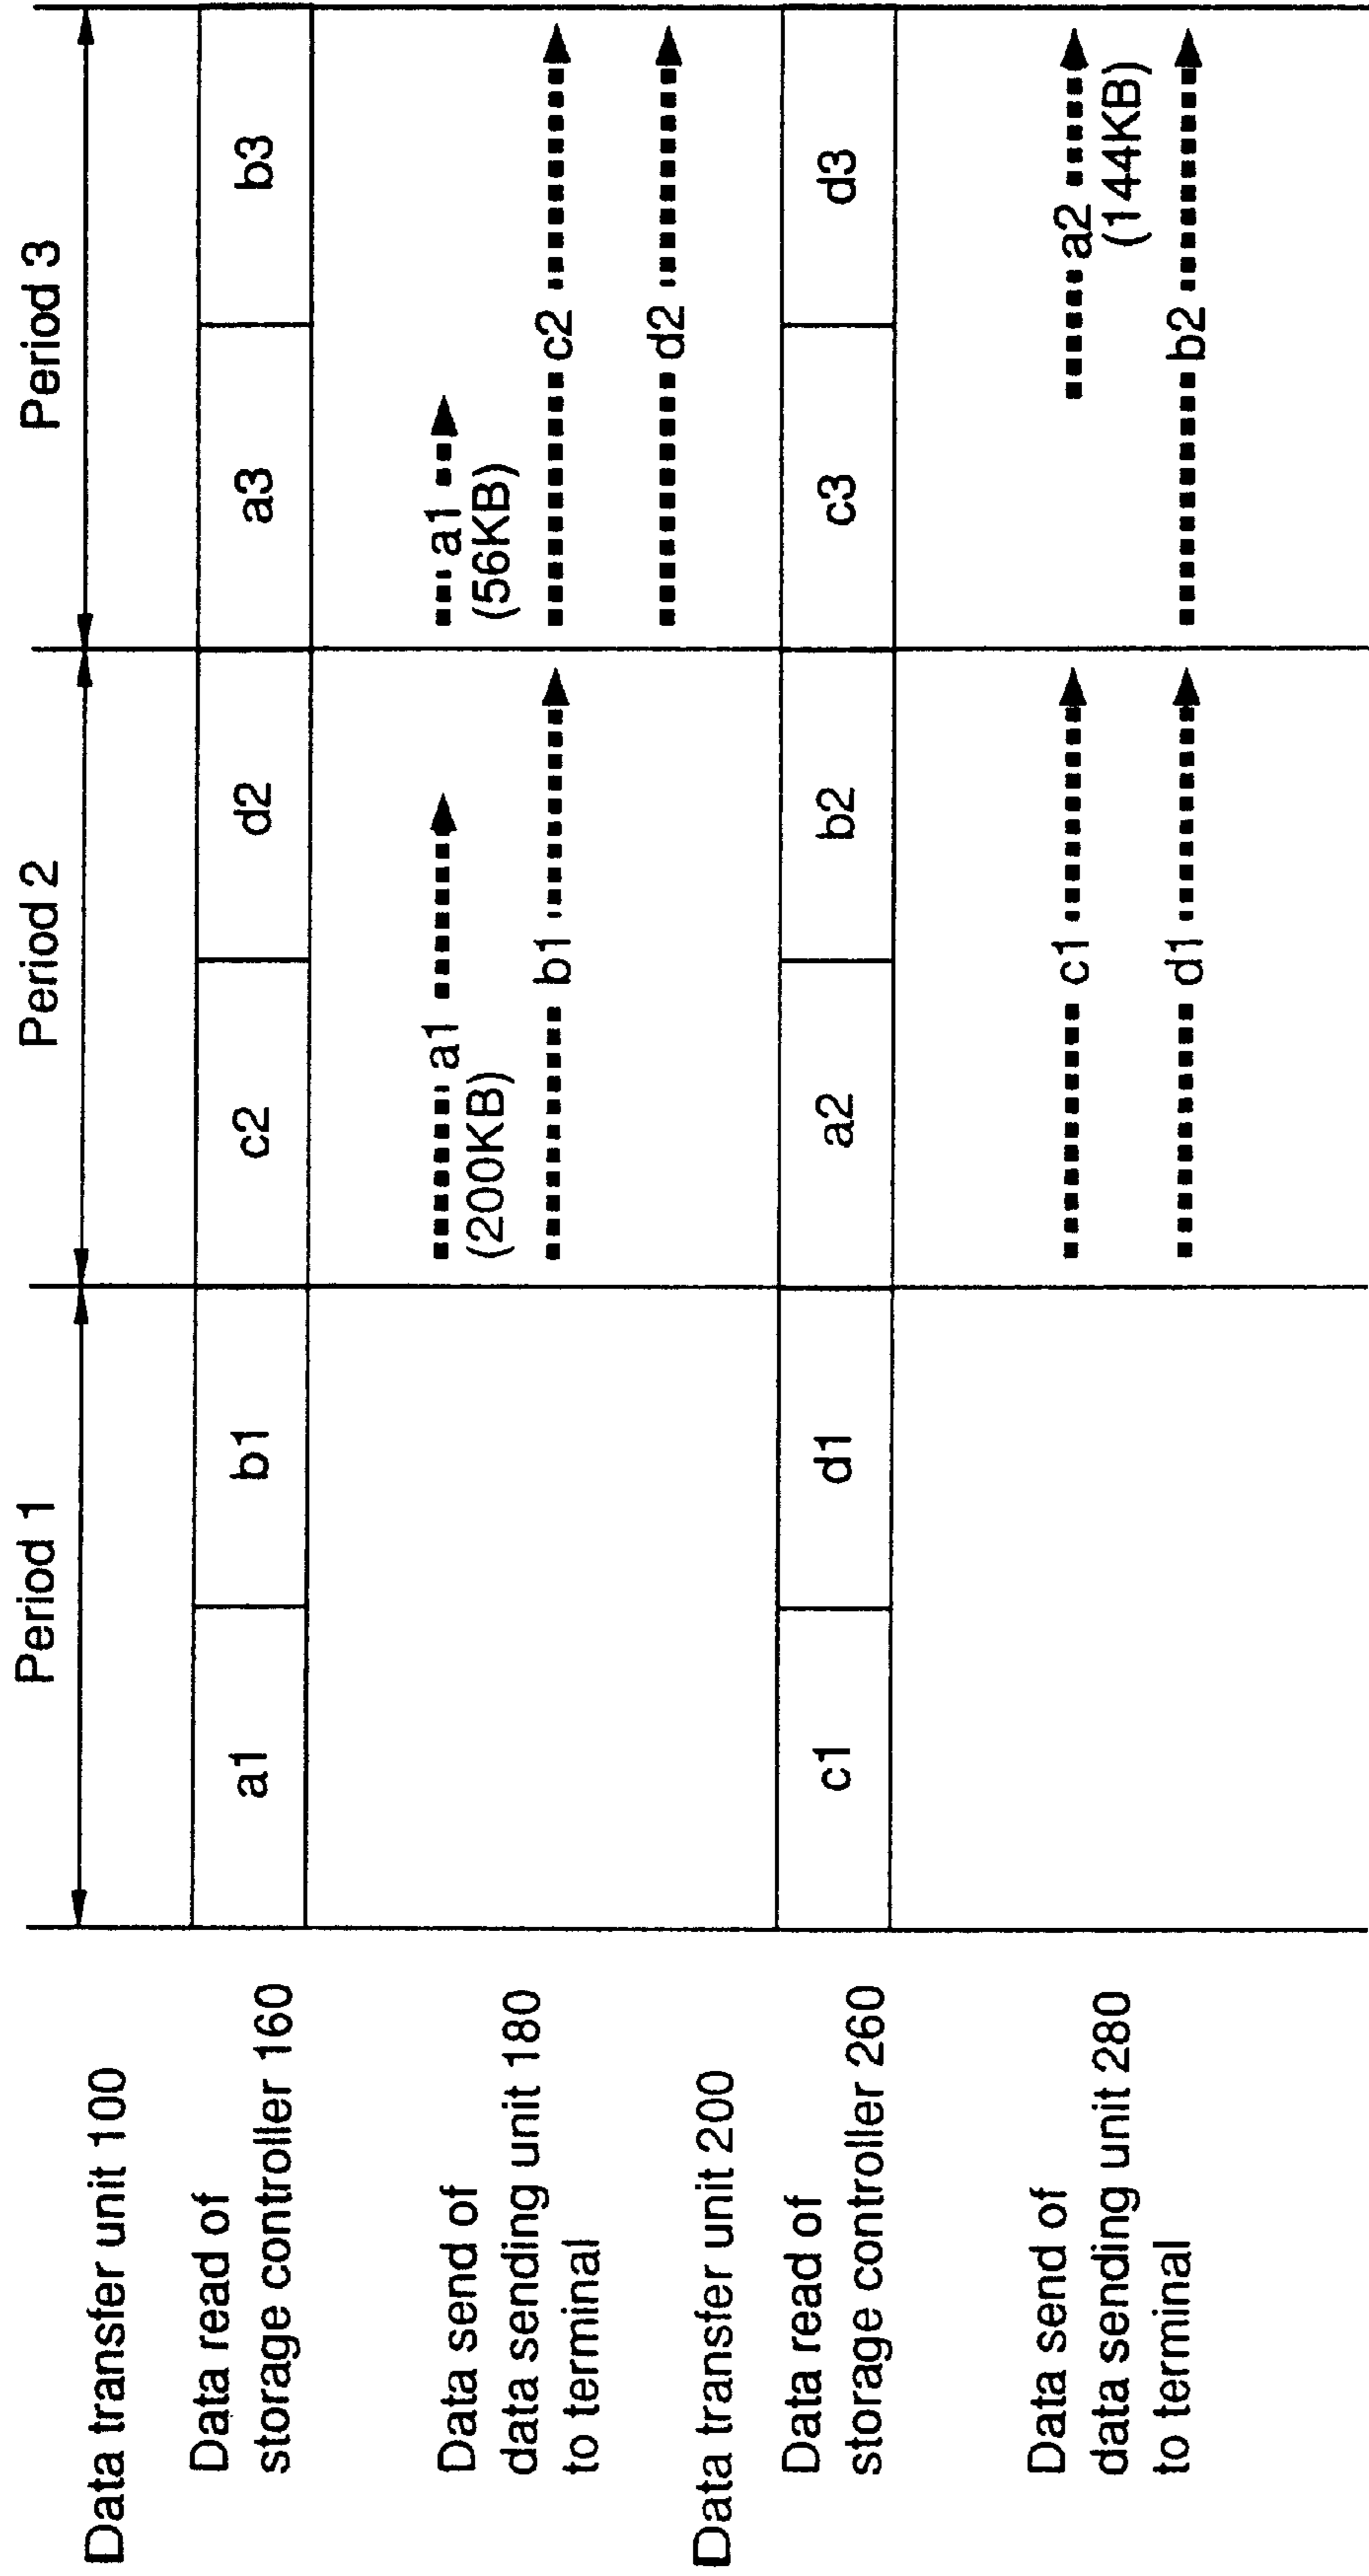 Period 1
Period 2
Period 3
Data transfer unit 100
Data read of
storage controller 160
a1
b1
c2
d2
a3
b3
Data send of
data sending unit 180
to terminal
a1
(200KB)
b1
a1
(56KB)
c2
d2
Data transfer unit 200
Data read of
storage controller 260
c1
d1
a2
b2
c3
d3
Data send of
data sending unit 280
to terminal
c1
d1
a2
(144KB)
b2